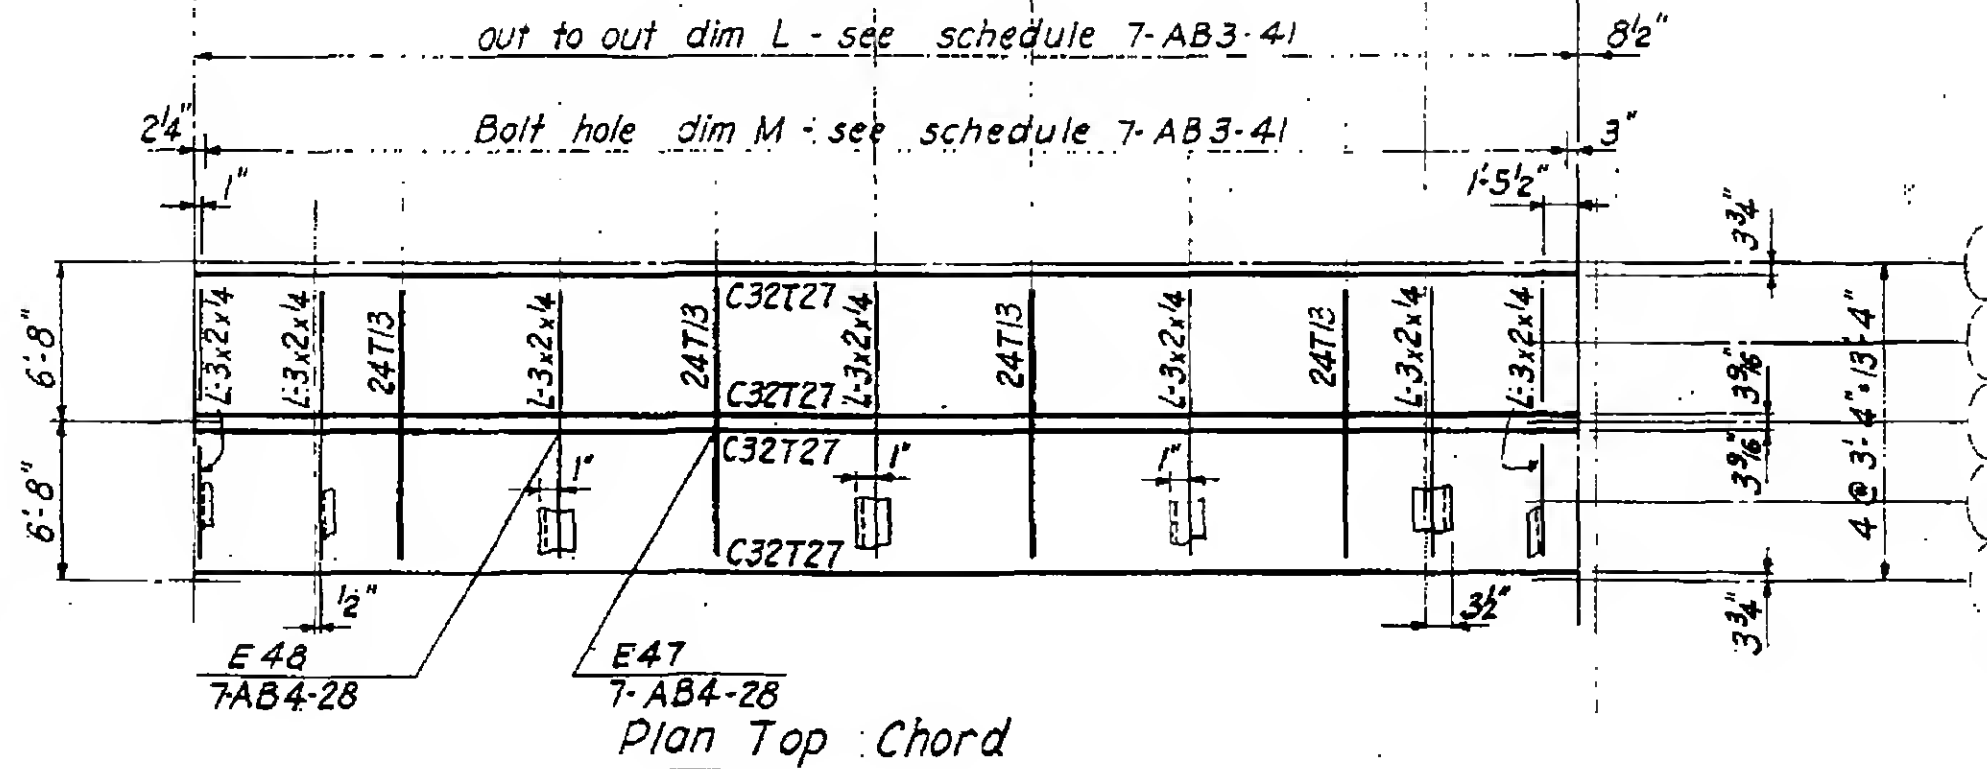 out to out dim L - see schedule 7-AB3-41
8½"
2¼"
Bolt hole dim M - see schedule 7-AB3-41
3"
1"
1'-5½"
3¾"
6'-8"
L-3x2x¼
L-3x2x¼
24T13
L-3x2x¼
24T13
C32T27
L-3x2x¼
24T13
L-3x2x¼
24T13
L-3x2x¼
L-3x2x¼
C32T27
3 9/16"
4 @ 3'-4" = 13'-4"
6'-8"
C32T27
1"
1"
1"
3 9/16"
C32T27
½"
3½"
3¾"
E48
7-AB4-28
E47
7-AB4-28
Plan Top Chord